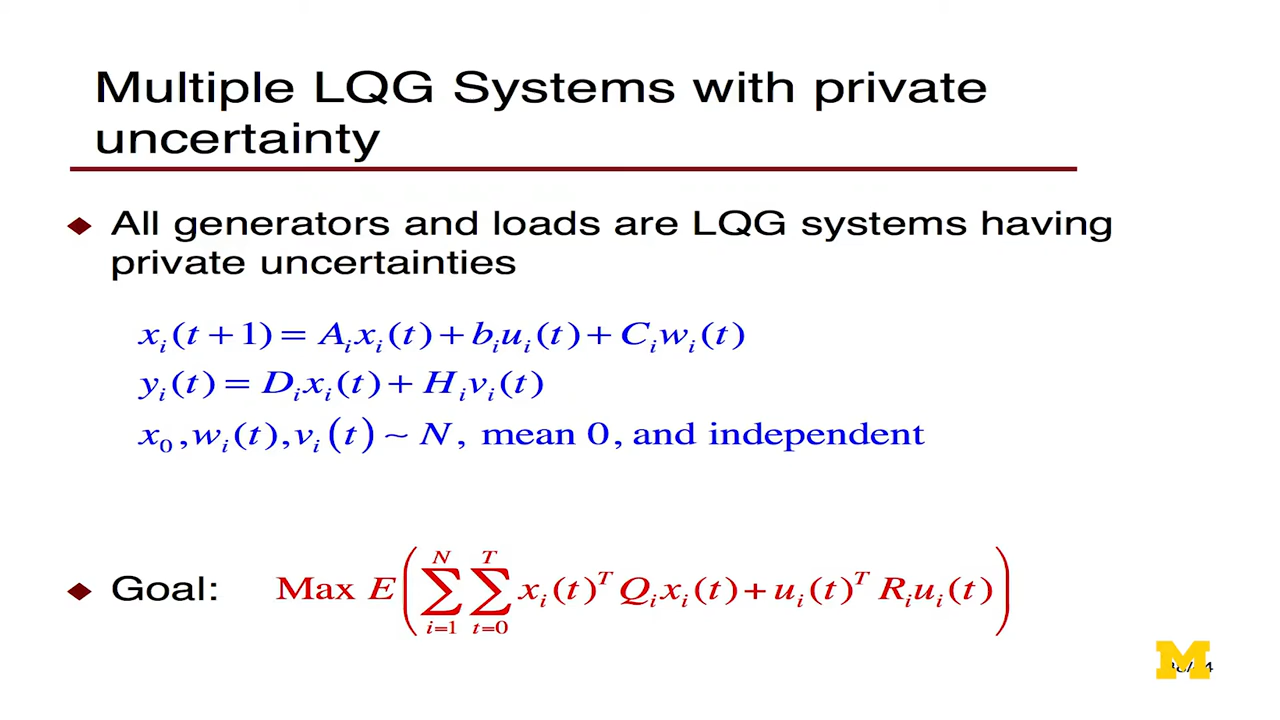 Multiple LQG Systems with private
uncertainty
◆ All generators and loads are LQG systems having
private uncertainties
x_i(t + 1) = A_i x_i(t) + b_i u_i(t) + C_i w_i(t)
y_i(t) = D_i x_i(t) + H_i v_i(t)
x_0, w_i(t), v_i(t) ~ N, mean 0, and independent
◆ Goal: Max E( ∑_{i=1}^{N} ∑_{t=0}^{T} x_i(t)^T Q_i x_i(t) + u_i(t)^T R_i u_i(t) )
M